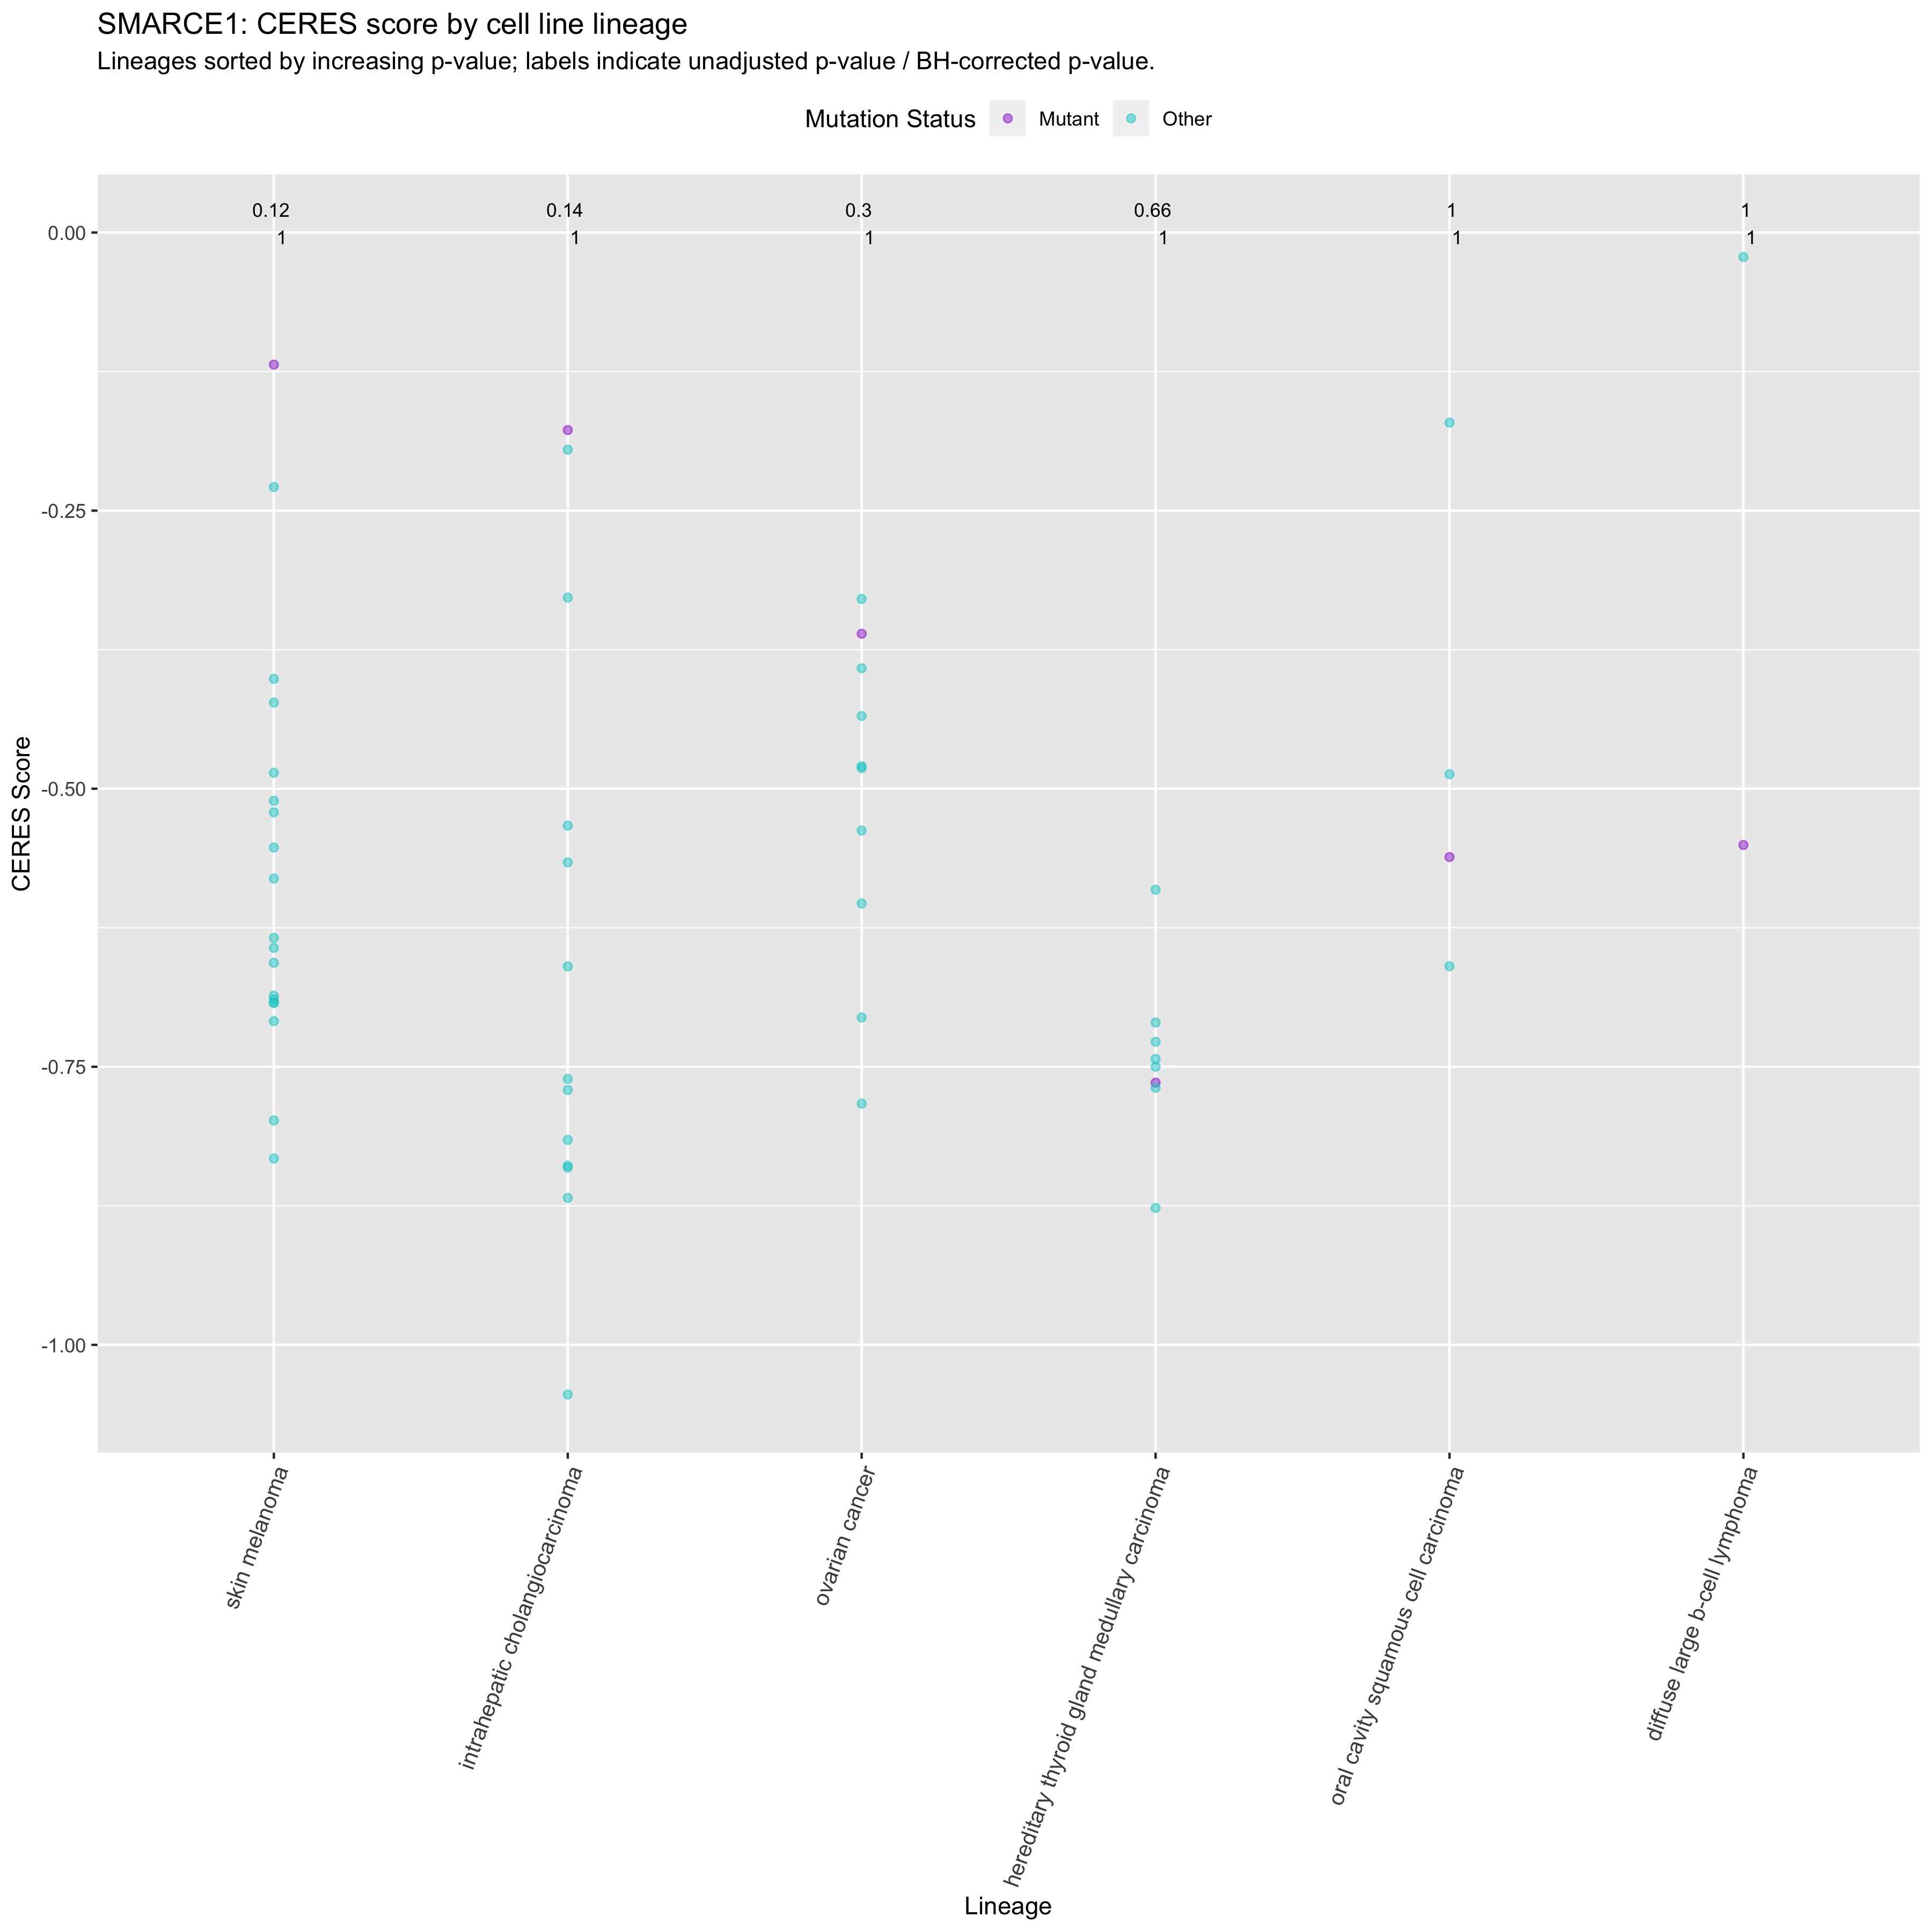 SMARCE1: CERES score by cell line lineage
Lineages sorted by increasing p-value; labels indicate unadjusted p-value / BH-corrected p-value.
Mutation Status Mutant Other
0.12 0.14 0.3 0.66 1 1
1 1 1 1 1 1
0.00
-0.25
-0.50
-0.75
-1.00
CERES Score
skin melanoma
intrahepatic cholangiocarcinoma
ovarian cancer
hereditary thyroid gland medullary carcinoma
oral cavity squamous cell carcinoma
diffuse large b-cell lymphoma
Lineage